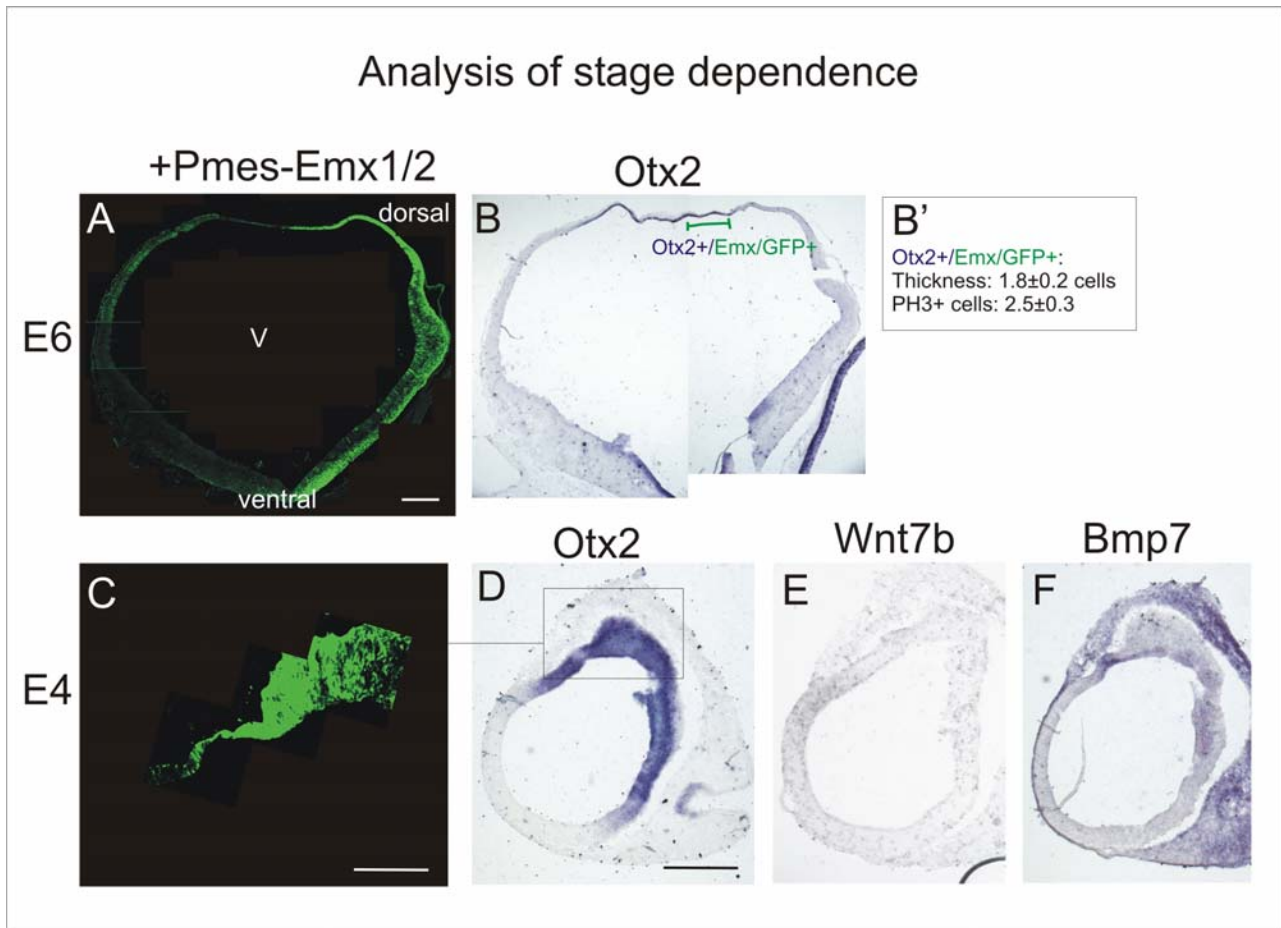 Analysis of stage dependence
+Pmes-Emx1/2
Otx2
A
dorsal
V
ventral
E6
B
Otx2+/Emx/GFP+
B’
Otx2+/Emx/GFP+:
Thickness: 1.8±0.2 cells
PH3+ cells: 2.5±0.3
Otx2
Wnt7b
Bmp7
E4
C
D
E
F